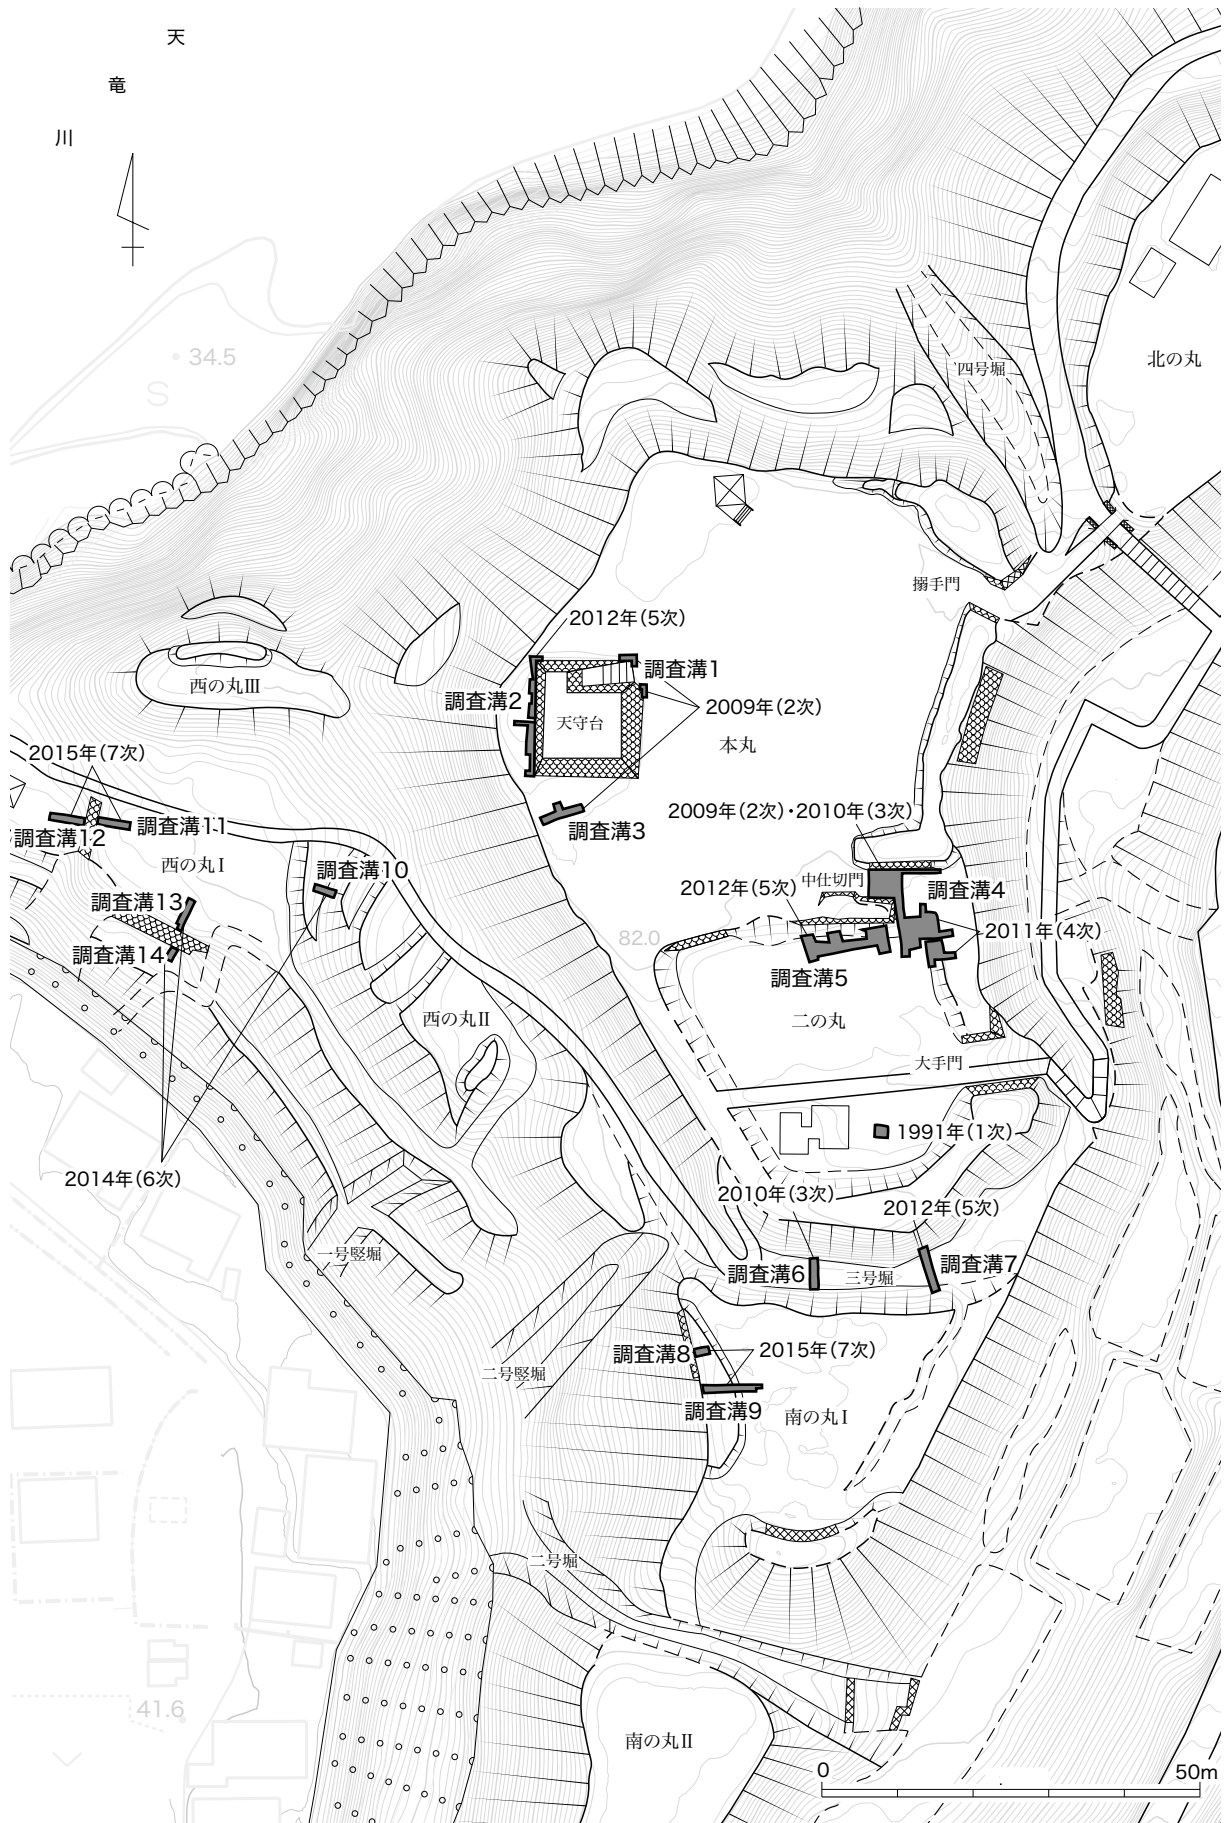 天
竜
川
34.5
四号堀
北の丸
搦手門
2012年(5次)
調査溝1
西の丸Ⅲ
調査溝2
2009年(2次)
天守台
本丸
2015年(7次)
2009年(2次)・2010年(3次)
調査溝3
調査溝11
調査溝12
西の丸Ⅰ
調査溝10
中仕切門
2012年(5次)
調査溝4
調査溝13
2011年(4次)
82.0
調査溝14
調査溝5
西の丸Ⅱ
二の丸
大手門
1991年(1次)
2014年(6次)
2010年(3次)
2012年(5次)
一号竪堀
調査溝6
三号堀
調査溝7
調査溝8
2015年(7次)
二号竪堀
調査溝9
南の丸Ⅰ
二号堀
41.6
南の丸Ⅱ
0
50m